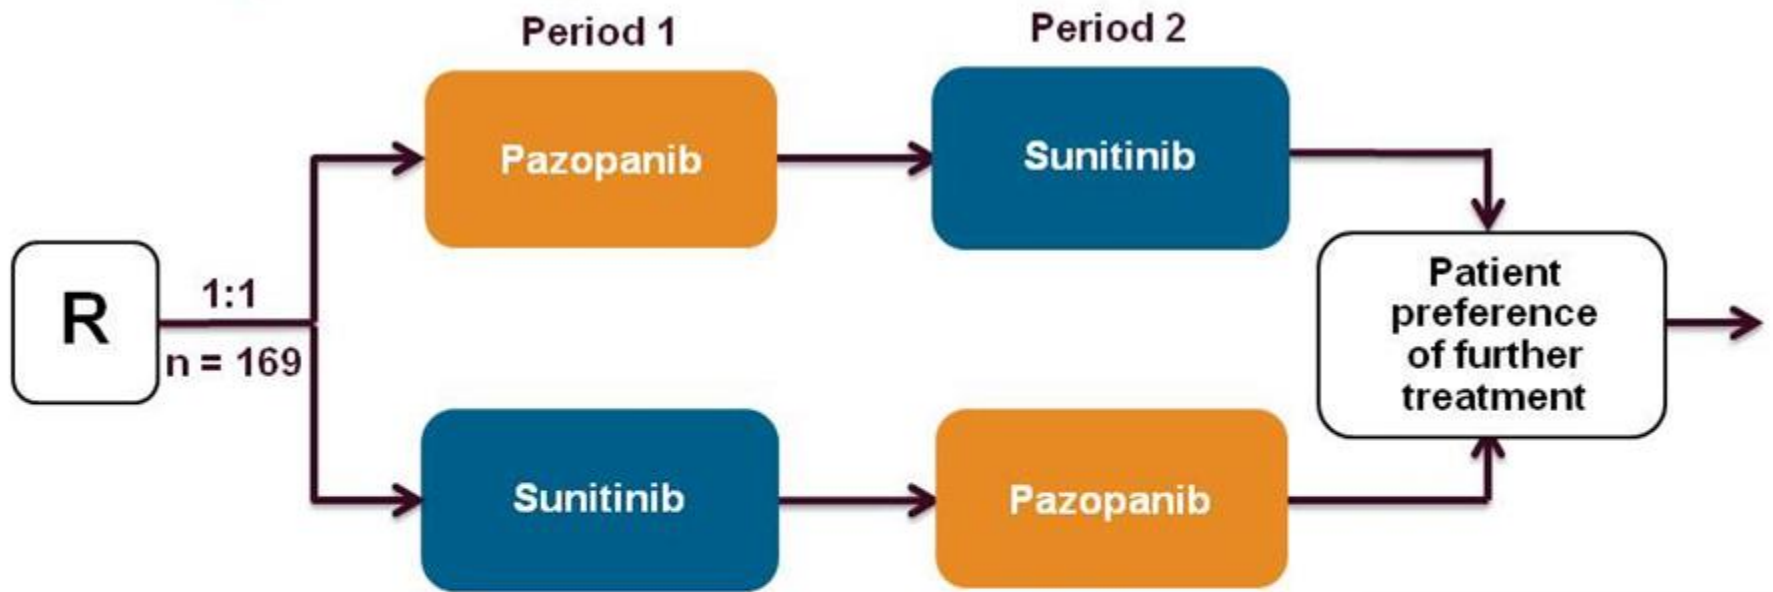 Period 1
Period 2
Pazopanib
Sunitinib
R
1:1
n = 169
Patient
preference
of further
treatment
Sunitinib
Pazopanib